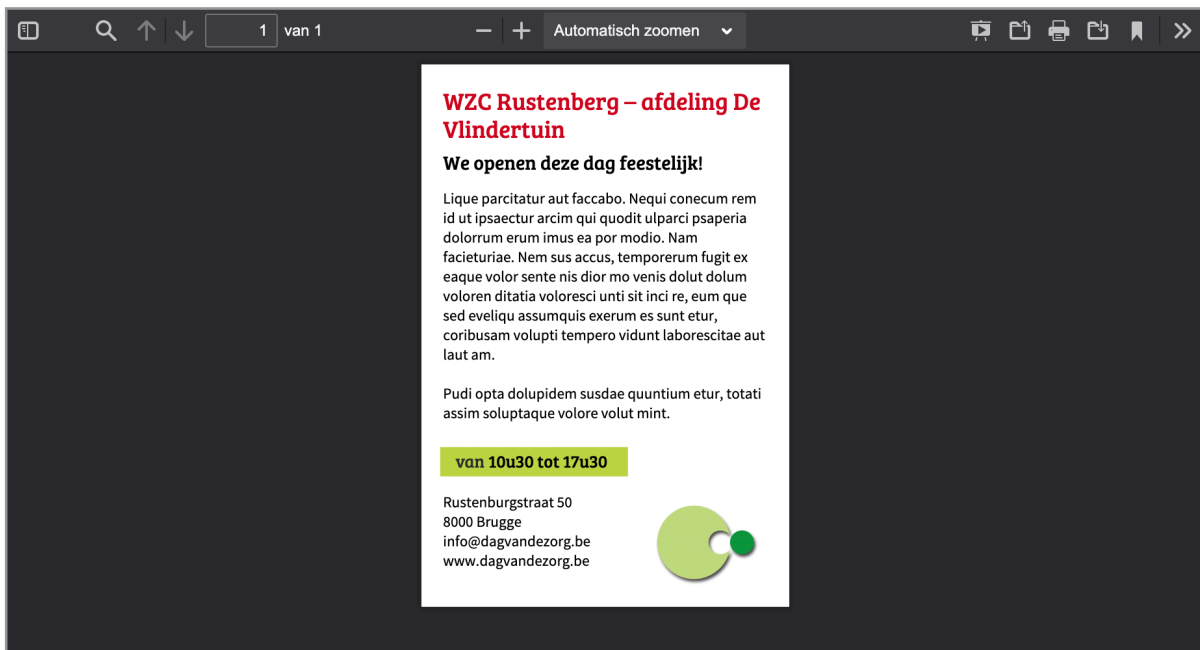 1 van 1 Automatisch zoomen
WZC Rustenberg – afdeling De
Vlindertuin
We openen deze dag feestelijk!
Lique parcitatur aut faccabo. Nequi conecum rem
id ut ipsaectur arcim qui quodit ulparci psaperia
dolorrum erum imus ea por modio. Nam
facieturiae. Nem sus accus, temporerum fugit ex
eaque volor sente nis dior mo venis dolut dolum
voloren ditatia voloresci unti sit inci re, eum que
sed eveliqu assumquis exerum es sunt etur,
coribusam volupti tempero vidunt laborescitae aut
laut am.
Pudi opta dolupidem susdae quuntium etur, totati
assim soluptaque volore volut mint.
van 10u30 tot 17u30
Rustenburgstraat 50
8000 Brugge
info@dagvandezorg.be
www.dagvandezorg.be